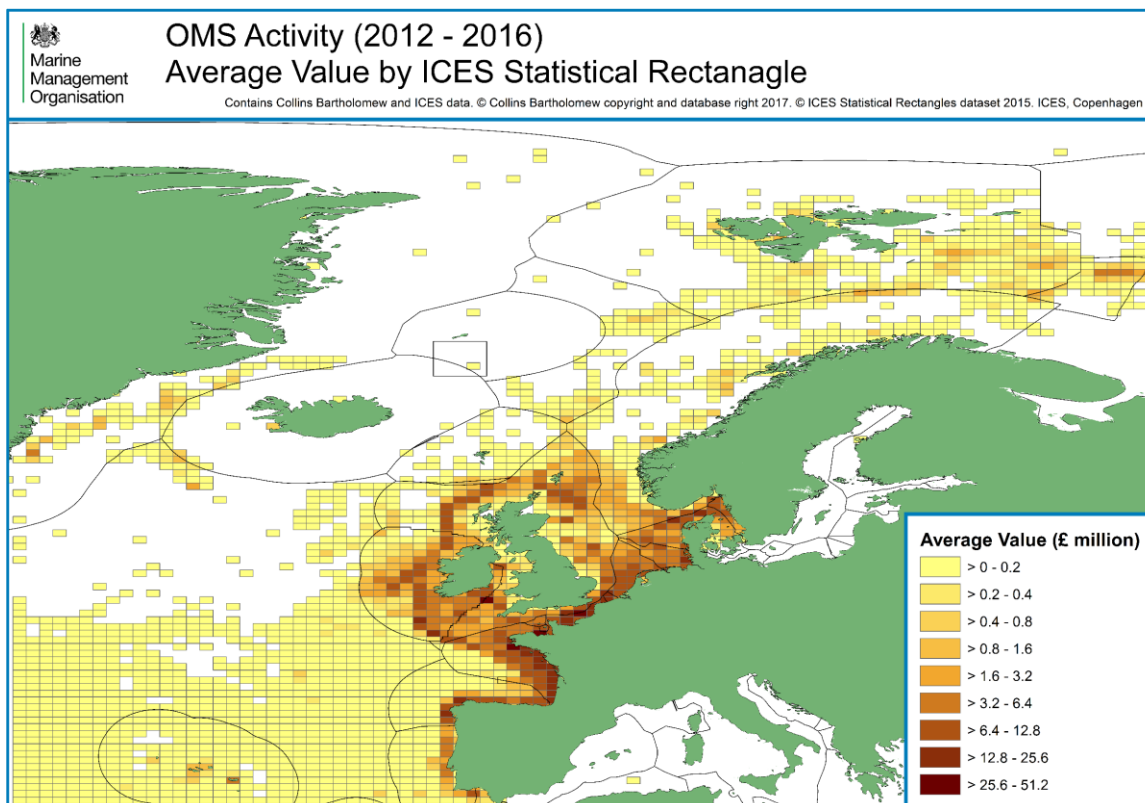 Marine
Management
Organisation
OMS Activity (2012 - 2016)
Average Value by ICES Statistical Rectanagle
Contains Collins Bartholomew and ICES data. © Collins Bartholomew copyright and database right 2017. © ICES Statistical Rectangles dataset 2015. ICES, Copenhagen
Average Value (£ million)
> 0 - 0.2
> 0.2 - 0.4
> 0.4 - 0.8
> 0.8 - 1.6
> 1.6 - 3.2
> 3.2 - 6.4
> 6.4 - 12.8
> 12.8 - 25.6
> 25.6 - 51.2